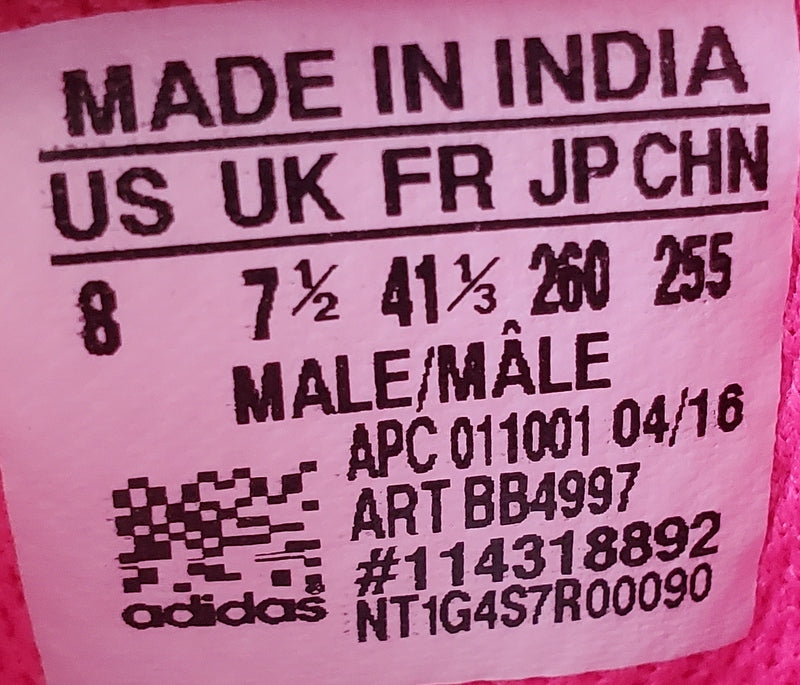 MADE IN INDIA
US UK FR JP CHN
8 7½ 41⅓ 260 255
MALE/MÂLE
APC 011001 04/16
ART BB4997
#114318892
NT1G4S7R00090
adidas®